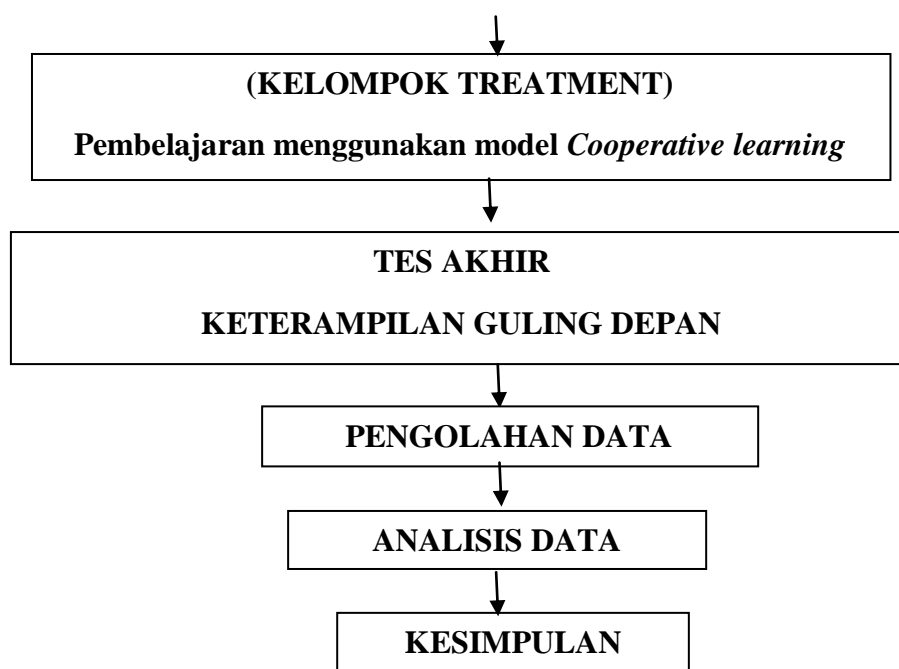 (KELOMPOK TREATMENT)
Pembelajaran menggunakan model Cooperative learning
TES AKHIR
KETERAMPILAN GULING DEPAN
PENGOLAHAN DATA
ANALISIS DATA
KESIMPULAN